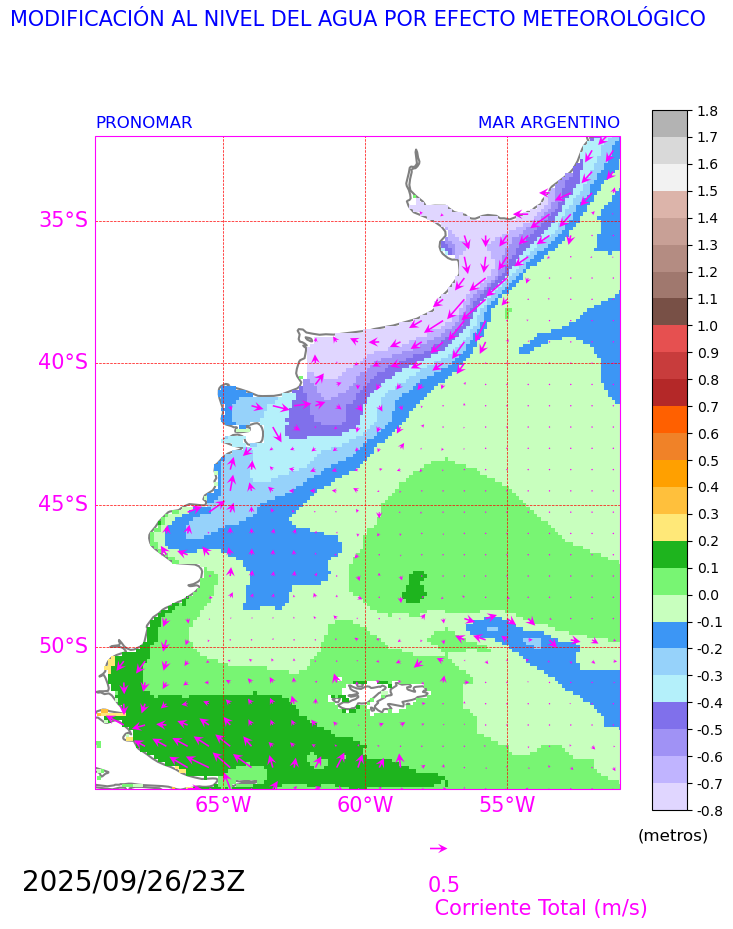 MODIFICACIÓN AL NIVEL DEL AGUA POR EFECTO METEOROLÓGICO
PRONOMAR MAR ARGENTINO
1.8
1.7
1.6
1.5
1.4
1.3
1.2
1.1
1.0
0.9
0.8
0.7
0.6
0.5
0.4
0.3
0.2
0.1
0.0
-0.1
-0.2
-0.3
-0.4
-0.5
-0.6
-0.7
-0.8
(metros)
35°S
40°S
45°S
50°S
65°W 60°W 55°W
2025/09/26/23Z
0.5
Corriente Total (m/s)